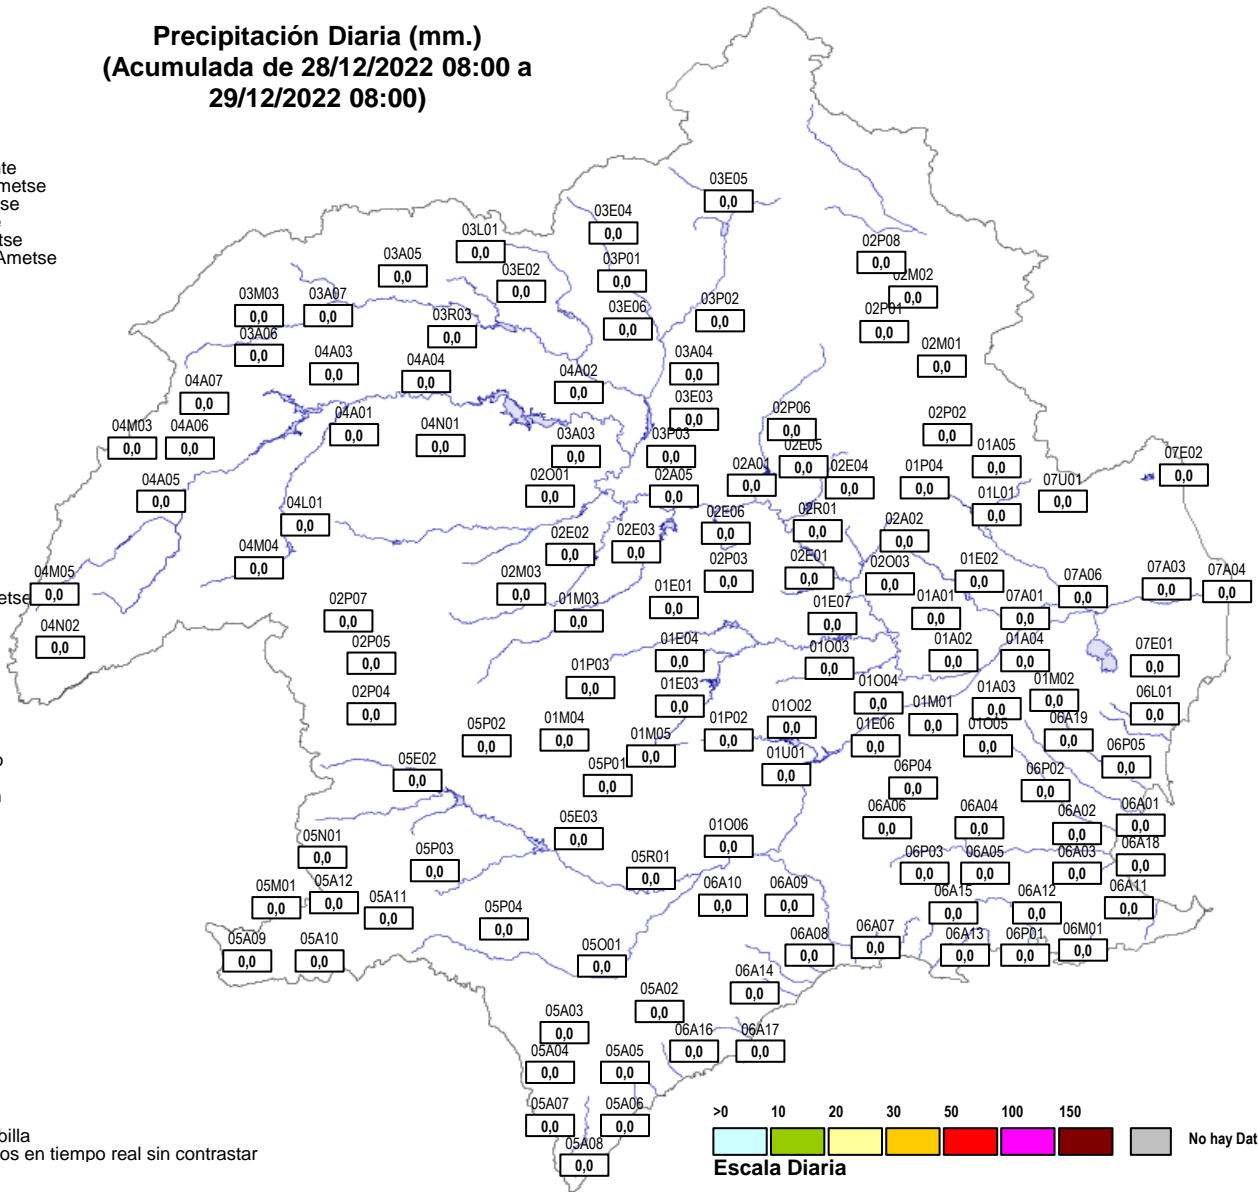 Precipitación Diaria (mm.)
(Acumulada de 28/12/2022 08:00 a
29/12/2022 08:00)
03E05
0,0
03E04
0,0
03L01
0,0
03A05
0,0
03E02
0,0
03P01
0,0
02P08
0,0
02M02
0,0
03M03
0,0
03A07
0,0
03R03
0,0
03E06
0,0
03P02
0,0
02P01
0,0
03A06
0,0
04A03
0,0
04A04
0,0
04A02
0,0
03A04
0,0
02M01
0,0
04A07
0,0
03E03
0,0
04M03
0,0
04A06
0,0
04A01
0,0
04N01
0,0
03A03
0,0
03P03
0,0
02P06
0,0
02E05
0,0
02P02
0,0
01A05
0,0
07E02
0,0
04A05
0,0
02O01
0,0
02A05
0,0
02A01
0,0
02E04
0,0
01P04
0,0
01L01
0,0
07U01
0,0
04L01
0,0
02E06
0,0
02R01
0,0
02A02
0,0
04M04
0,0
02E02
0,0
02E03
0,0
04M05
0,0
02M03
0,0
02P03
0,0
02E01
0,0
02O03
0,0
01E02
0,0
07A06
0,0
07A03
0,0
07A04
0,0
02P07
0,0
01M03
0,0
01E01
0,0
01E07
0,0
01A01
0,0
07A01
0,0
04N02
0,0
02P05
0,0
01E04
0,0
01O03
0,0
01A02
0,0
01A04
0,0
07E01
0,0
02P04
0,0
01P03
0,0
01E03
0,0
01O04
0,0
01M01
0,0
01A03
0,0
01M02
0,0
06L01
0,0
05P02
0,0
01M04
0,0
01M05
0,0
01P02
0,0
01O02
0,0
01E06
0,0
01O05
0,0
06A19
0,0
06P05
0,0
05E02
0,0
05P01
0,0
01U01
0,0
06P04
0,0
06P02
0,0
05E03
0,0
01O06
0,0
06A06
0,0
06A04
0,0
06A02
0,0
06A01
0,0
05N01
0,0
05P03
0,0
05R01
0,0
06P03
0,0
06A05
0,0
06A03
0,0
06A18
0,0
05M01
0,0
05A12
0,0
05A11
0,0
05P04
0,0
06A10
0,0
06A09
0,0
06A15
0,0
06A12
0,0
06A11
0,0
05A09
0,0
05A10
0,0
05O01
0,0
06A08
0,0
06A07
0,0
06A13
0,0
06P01
0,0
06M01
0,0
05A02
0,0
06A14
0,0
05A03
0,0
06A16
0,0
06A17
0,0
05A04
0,0
05A05
0,0
05A07
0,0
05A06
0,0
05A08
0,0
>0 10 20 30 50 100 150
No hay Dat
Escala Diaria
os en tiempo real sin contrastar